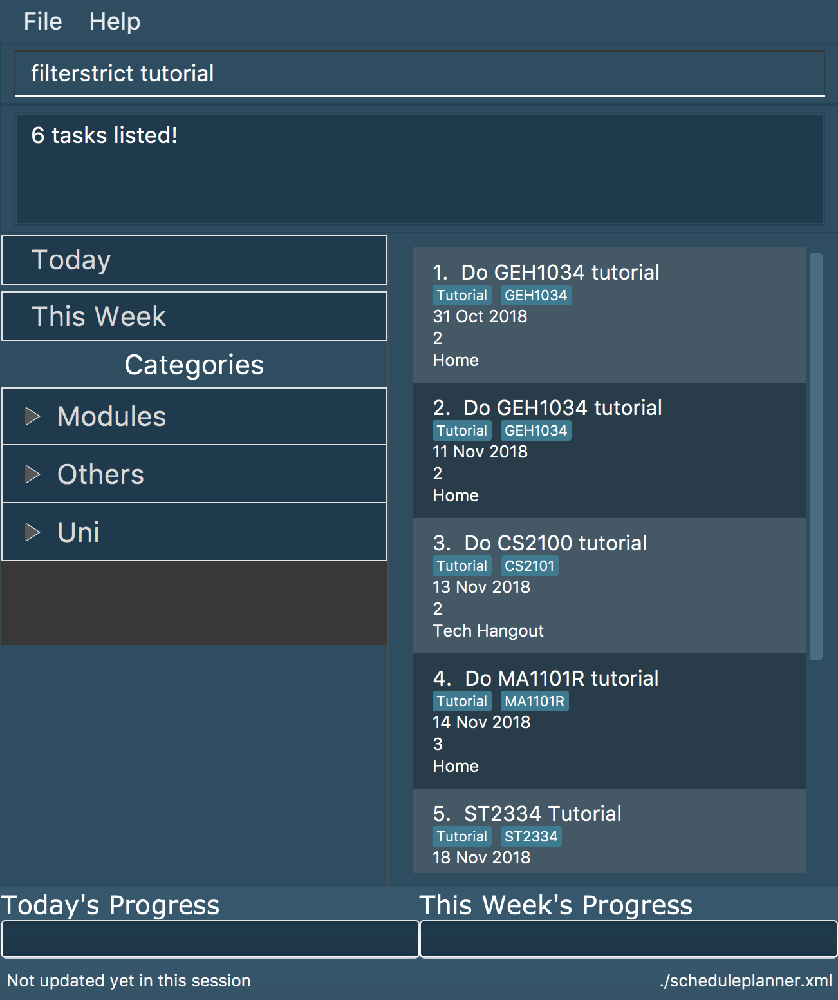 File Help
filterstrict tutorial
6 tasks listed!
Today
This Week
Categories
Modules
Others
Uni
1. Do GEH1034 tutorial
Tutorial GEH1034
31 Oct 2018
2
Home
2. Do GEH1034 tutorial
Tutorial GEH1034
11 Nov 2018
2
Home
3. Do CS2100 tutorial
Tutorial CS2101
13 Nov 2018
2
Tech Hangout
4. Do MA1101R tutorial
Tutorial MA1101R
14 Nov 2018
3
Home
5. ST2334 Tutorial
Tutorial ST2334
18 Nov 2018
Today's Progress
This Week's Progress
Not updated yet in this session
./scheduleplanner.xml